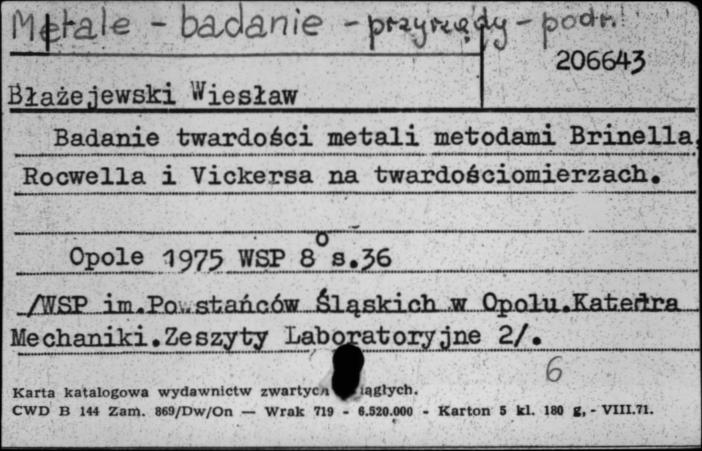 Metale - badanie - przyrządy - podr.
206643
Błażejewski Wiesław
Badanie twardości metali metodami Brinella,
Rocwella i Vickersa na twardościomierzach.
Opole 1975 WSP 8° s.36
/WSP im.Powstańców Śląskich w Opolu.Katedra
Mechaniki.Zeszyty Laboratoryjne 2/.
6
Karta katalogowa wydawnictw zwartych iągłych.
CWD B 144 Zam. 869/Dw/On — Wrak 719 - 6.520.000 - Karton 5 kl. 180 g, - VIII.71.